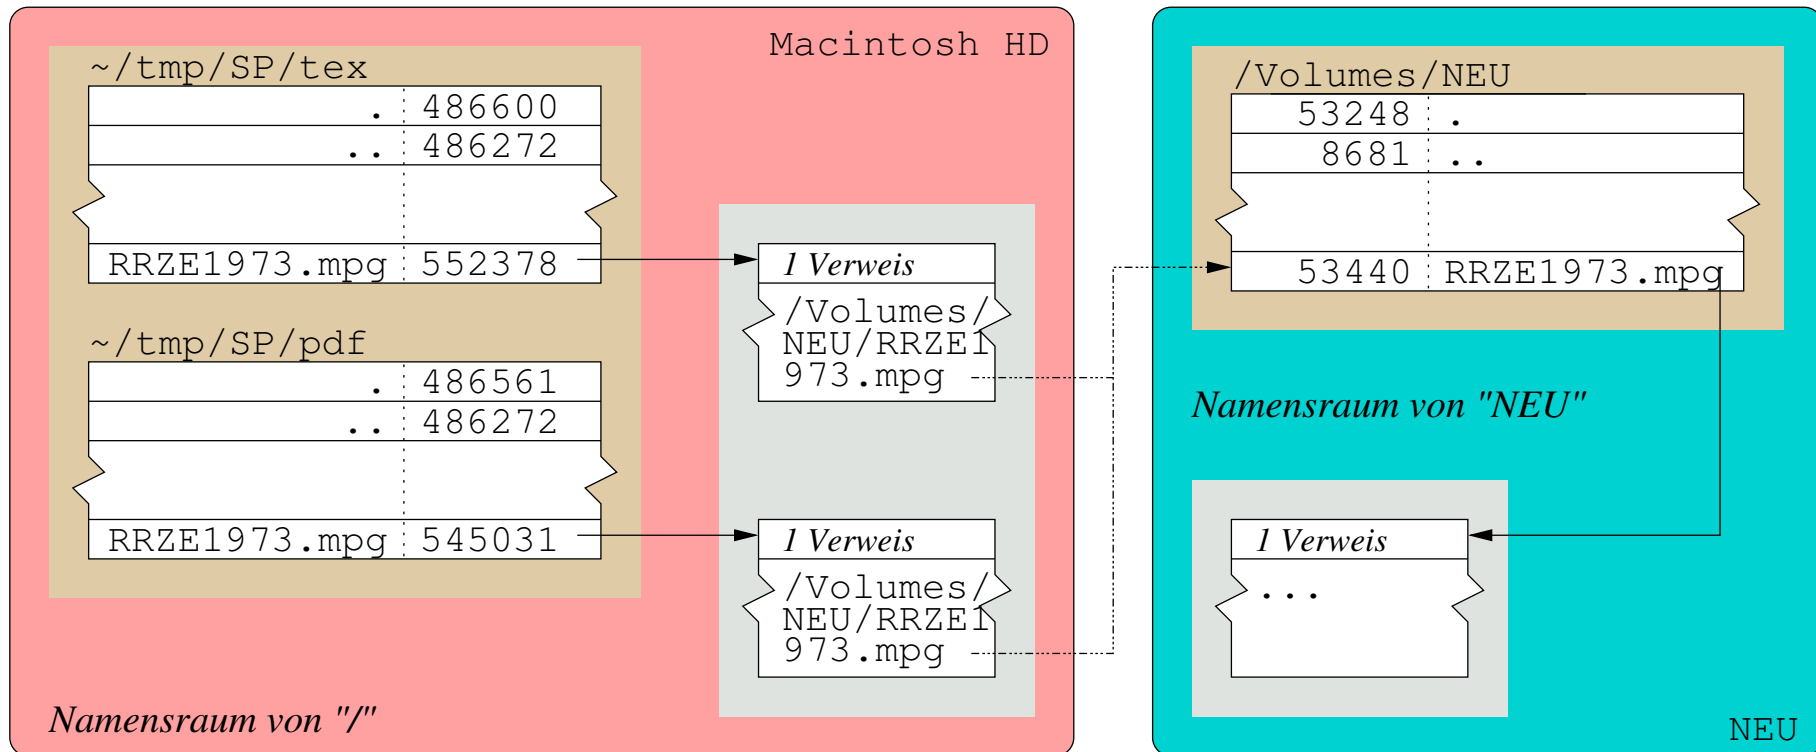 Macintosh HD
~/tmp/SP/tex
. 486600
.. 486272
RRZE1973.mpg 552378
~/tmp/SP/pdf
. 486561
.. 486272
RRZE1973.mpg 545031
1 Verweis
/Volumes/
NEU/RRZE1
973.mpg
1 Verweis
/Volumes/
NEU/RRZE1
973.mpg
Namensraum von "/"
/Volumes/NEU
53248 .
8681 ..
53440 RRZE1973.mpg
Namensraum von "NEU"
1 Verweis
...
NEU